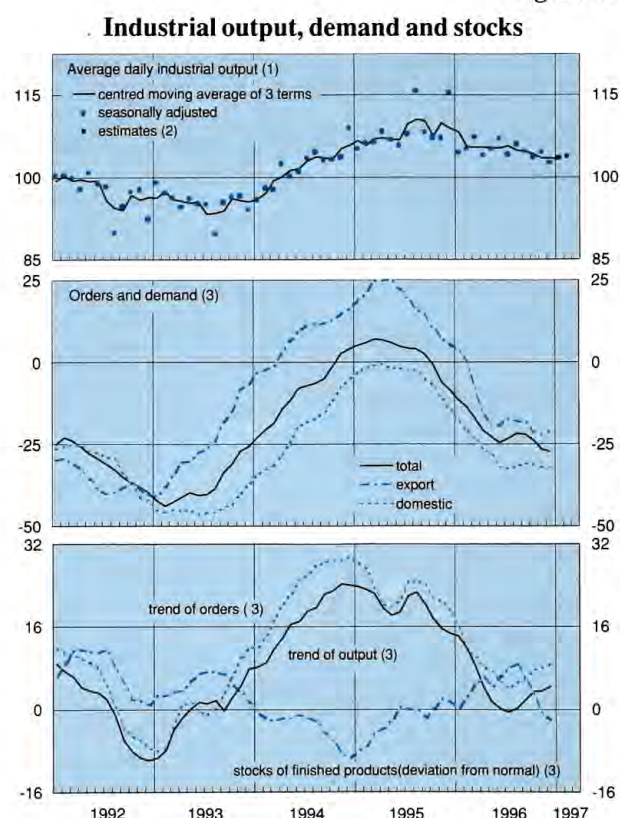 Industrial output, demand and stocks
Average daily industrial output (1)
centred moving average of 3 terms
seasonally adjusted
estimates (2)
115
115
100
100
85
85
25
25
Orders and demand (3)
0
0
-25
-25
total
export
domestic
-50
-50
32
32
trend of orders ( 3)
16
16
trend of output (3)
0
0
stocks of finished products(deviation from normal) (3)
-16
-16
1992 1993 1994 1995 1996 1997